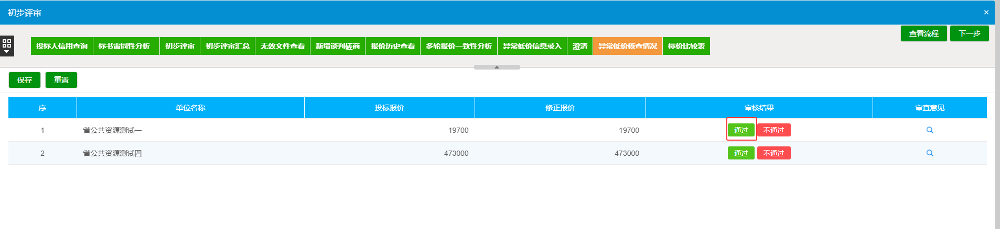 初步评审 ×
查看流程 下一步
投标人信用查询 标书雷同性分析 初步评审 初步评审汇总 无效文件查看 新增谈判磋商 报价历史查看 多轮报价一致性分析 异常低价信息录入 澄清 异常低价核查情况 标价比较表
保存 重置
序 单位名称 投标报价 修正报价 审核结果 审查意见
1 省公共资源测试一 19700 19700 通过 不通过
2 省公共资源测试四 473000 473000 通过 不通过